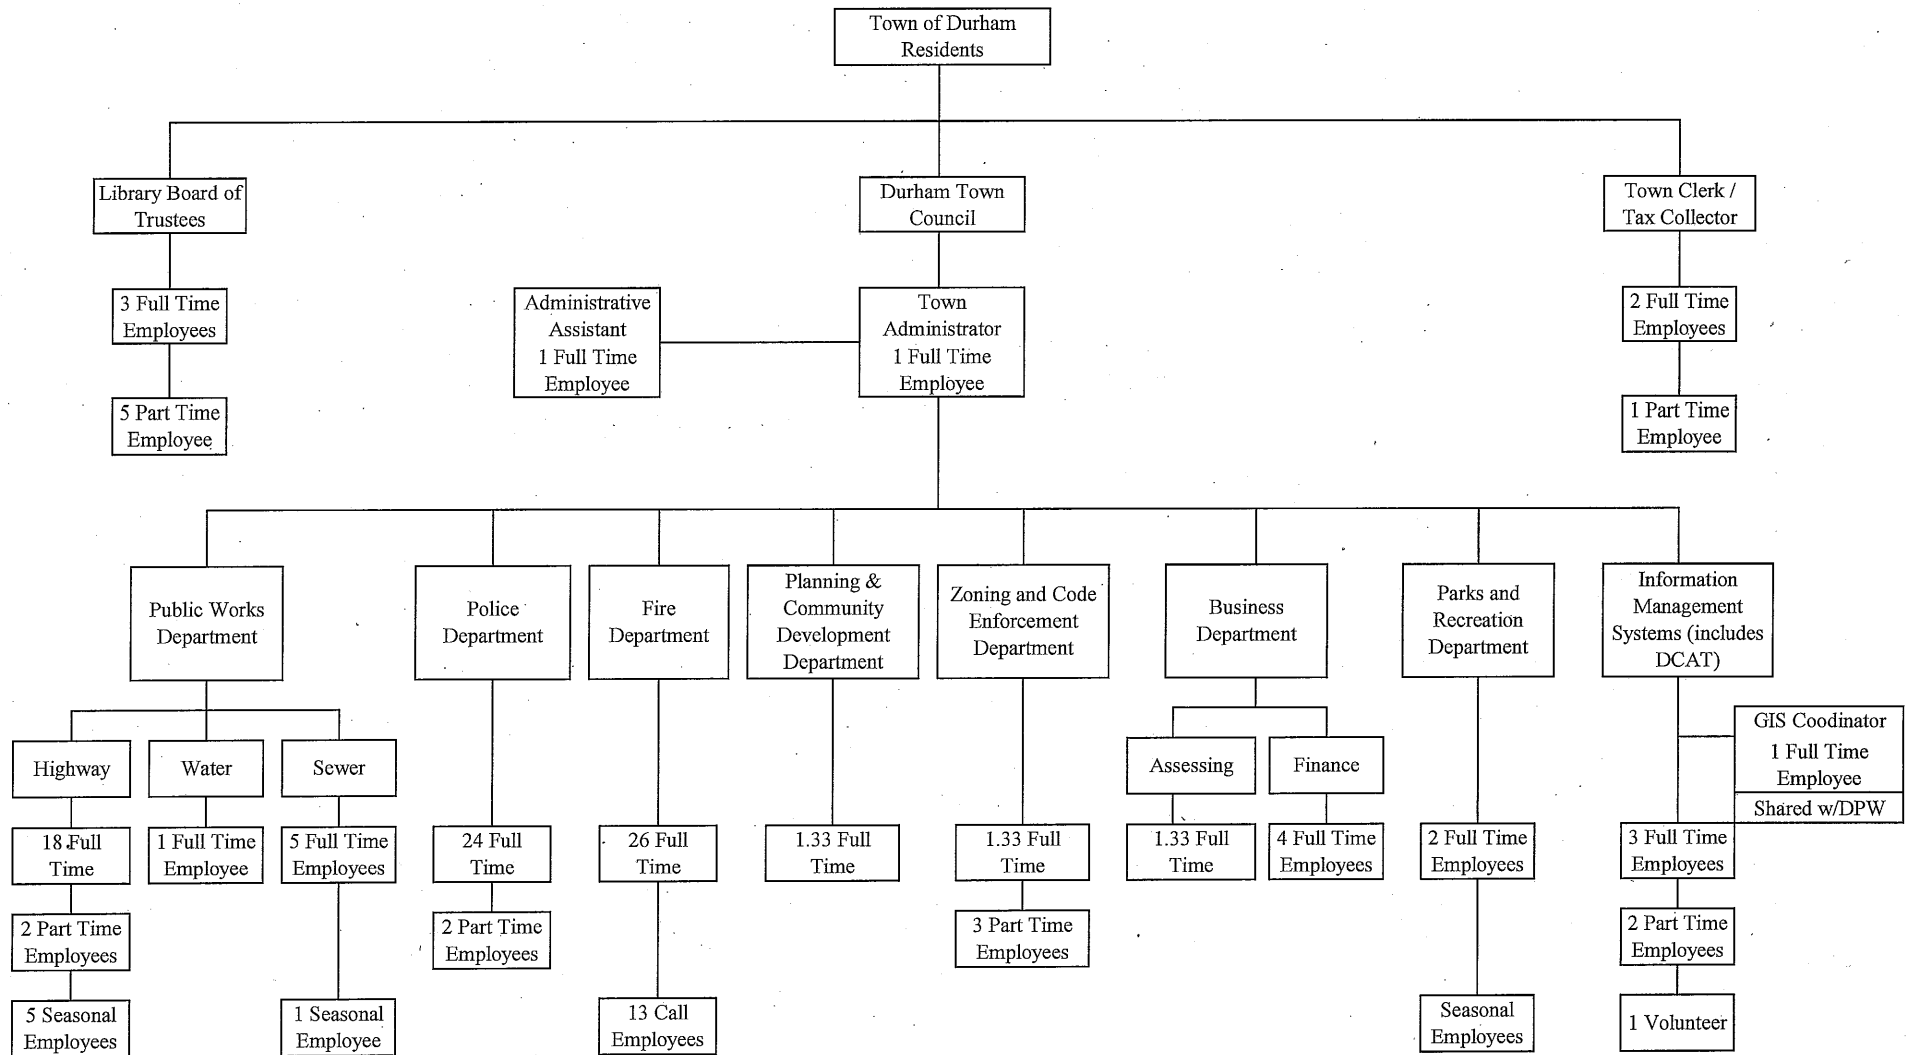 Town of Durham
Residents
Library Board of
Trustees
Durham Town
Council
Town Clerk /
Tax Collector
3 Full Time
Employees
Administrative
Assistant
1 Full Time
Employee
Town
Administrator
1 Full Time
Employee
2 Full Time
Employees
5 Part Time
Employee
1 Part Time
Employee
Public Works
Department
Police
Department
Fire
Department
Planning &
Community
Development
Department
Zoning and Code
Enforcement
Department
Business
Department
Parks and
Recreation
Department
Information
Management
Systems (includes
DCAT)
GIS Coodinator
1 Full Time
Employee
Shared w/DPW
Highway
Water
Sewer
Assessing
Finance
18 Full
Time
1 Full Time
Employee
5 Full Time
Employees
24 Full
Time
26 Full
Time
1.33 Full
Time
1.33 Full
Time
1.33 Full
Time
4 Full Time
Employees
2 Full Time
Employees
3 Full Time
Employees
2 Part Time
Employees
2 Part Time
Employees
3 Part Time
Employees
2 Part Time
Employees
5 Seasonal
Employees
1 Seasonal
Employee
13 Call
Employees
Seasonal
Employees
1 Volunteer